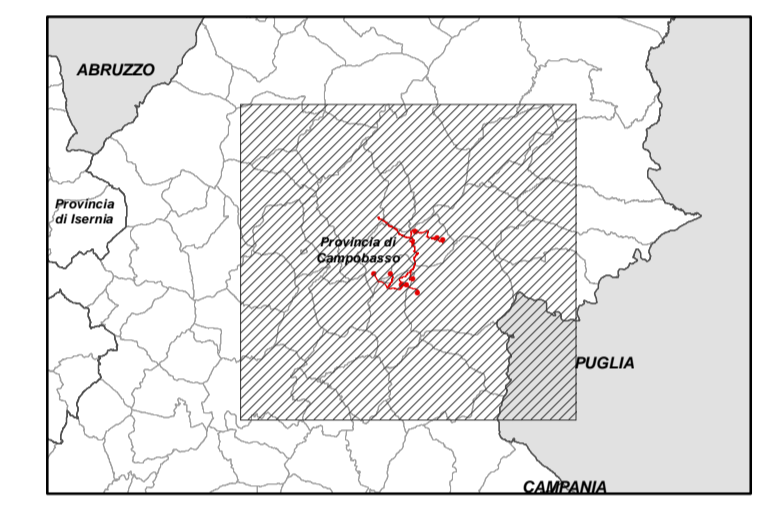 ABRUZZO
Provincia
di Isernia
Provincia di
Campobasso
PUGLIA
CAMPANIA